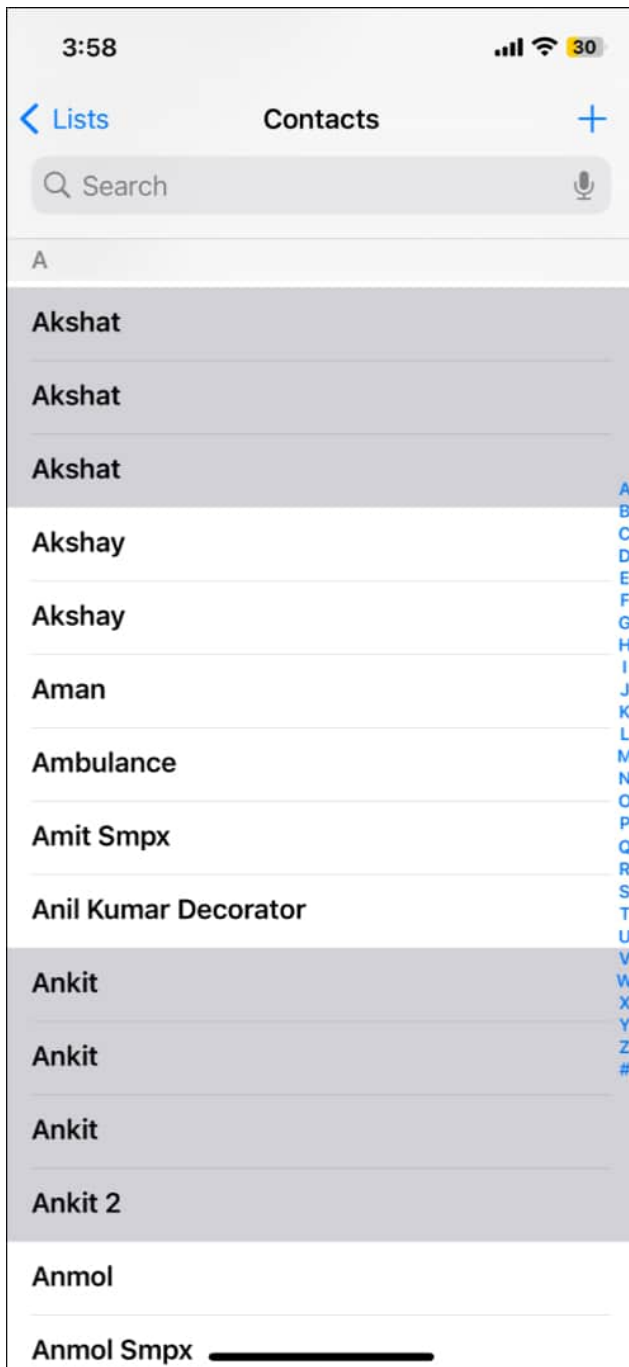 3:58 30
Lists Contacts +
Search
A
Akshat
Akshat
Akshat
Akshay
Akshay
Aman
Ambulance
Amit Smpx
Anil Kumar Decorator
Ankit
Ankit
Ankit
Ankit 2
Anmol
Anmol Smpx
A
B
C
D
E
F
G
H
I
J
K
L
M
N
O
P
Q
R
S
T
U
V
W
X
Y
Z
#